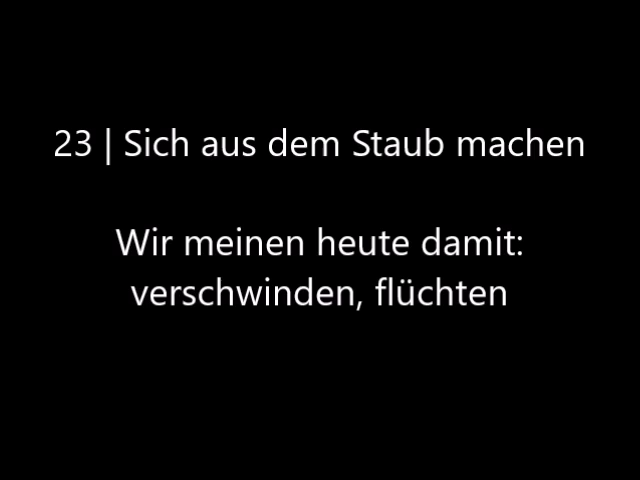 23 | Sich aus dem Staub machen
Wir meinen heute damit:
verschwinden, flüchten